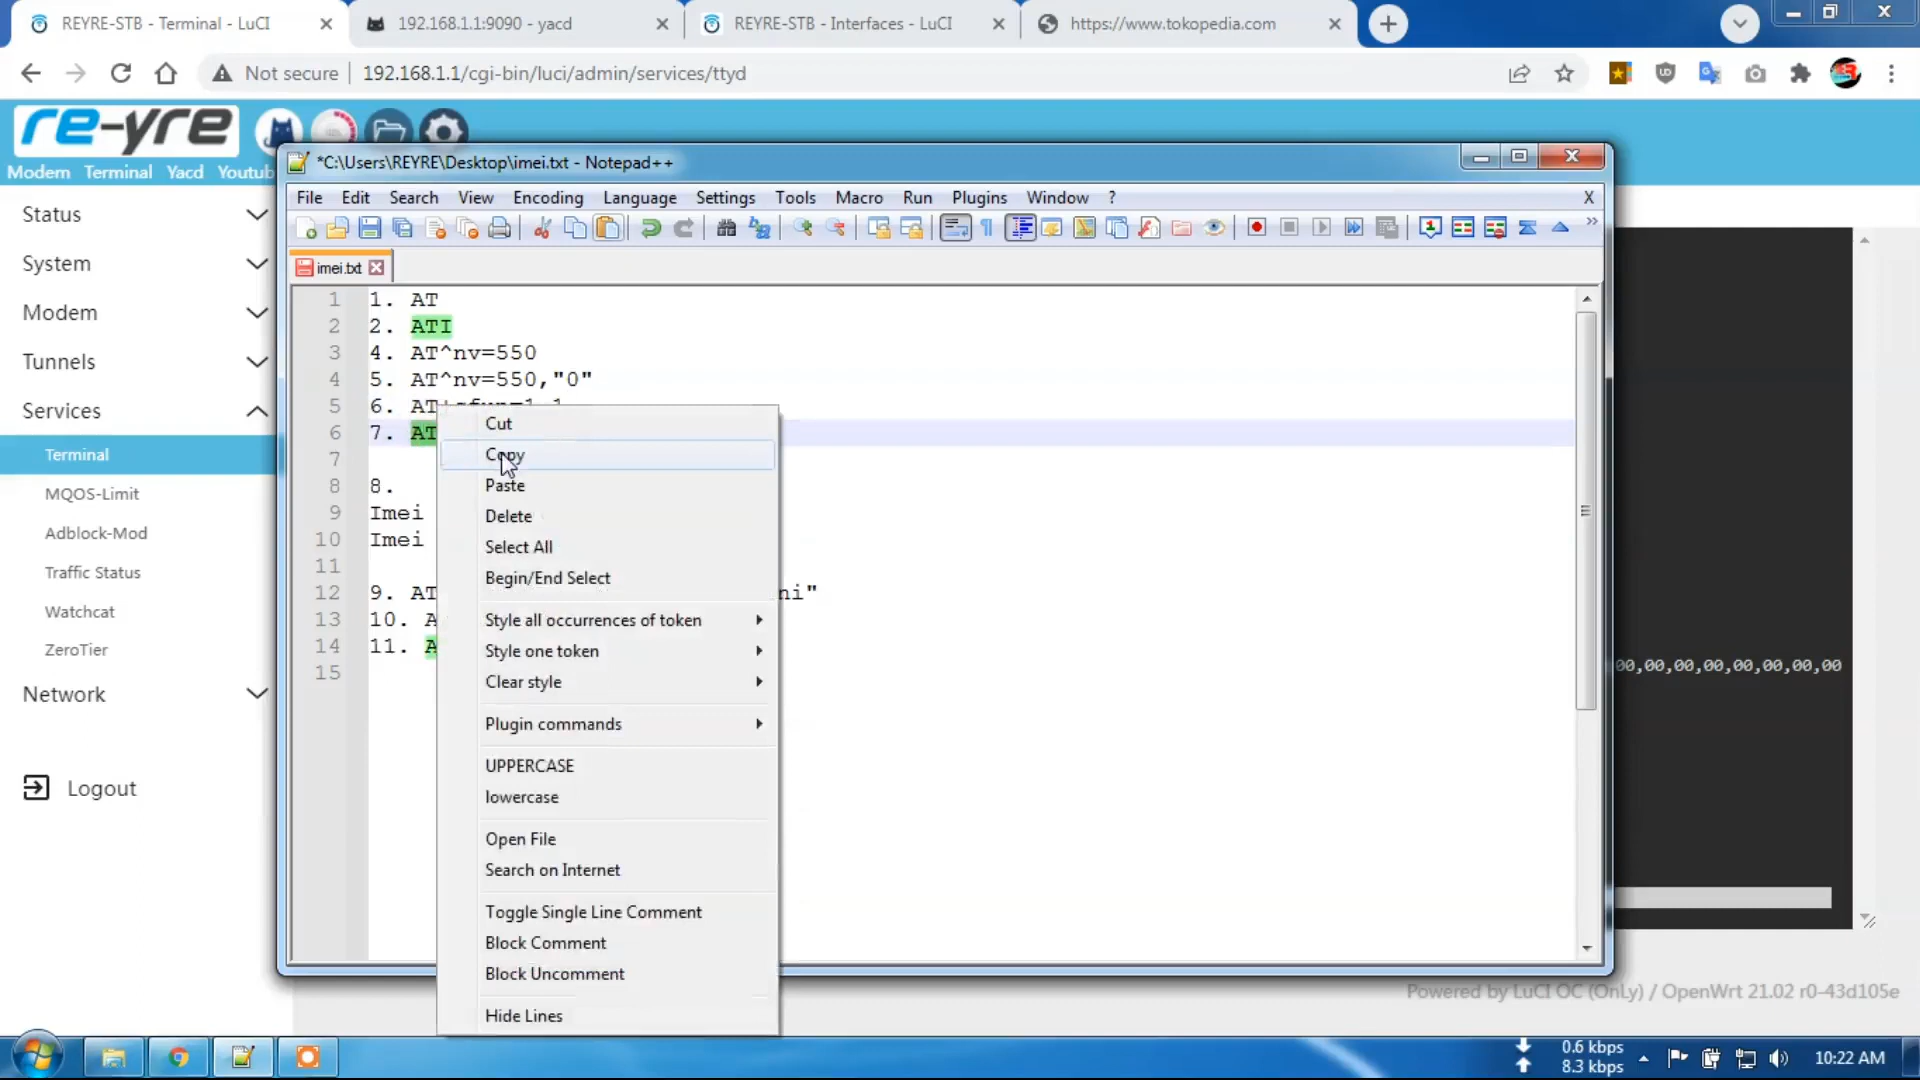 REYRE-STB - Terminal - LuCI
192.168.1.1:9090 - yacd
REYRE-STB - Interfaces - LuCI
https://www.tokopedia.com
Not secure
192.168.1.1/cgi-bin/luci/admin/services/ttyd
re-yre
Modem Terminal Yacd Youtub
Status
System
Modem
Tunnels
Services
Terminal
MQOS-Limit
Adblock-Mod
Traffic Status
Watchcat
ZeroTier
Network
Logout
*C:\Users\REYRE\Desktop\imei.txt - Notepad++
File Edit Search View Encoding Language Settings Tools Macro Run Plugins Window ? X
imei.txt
1 1. AT
2 2. ATI
3 4. AT^nv=550
4 5. AT^nv=550,"0"
5 6. AT+cfun=1,1
6 7. AT
7
8 8.
9 Imei
10 Imei
11
12 9. AT ni"
13 10. A
14 11. A
15
Cut
Copy
Paste
Delete
Select All
Begin/End Select
Style all occurrences of token
Style one token
Clear style
Plugin commands
UPPERCASE
lowercase
Open File
Search on Internet
Toggle Single Line Comment
Block Comment
Block Uncomment
Hide Lines
00,00,00,00,00,00,00,00
Powered by LuCI OC (OnLy) / OpenWrt 21.02 r0-43d105e
0.6 kbps
8.3 kbps
10:22 AM